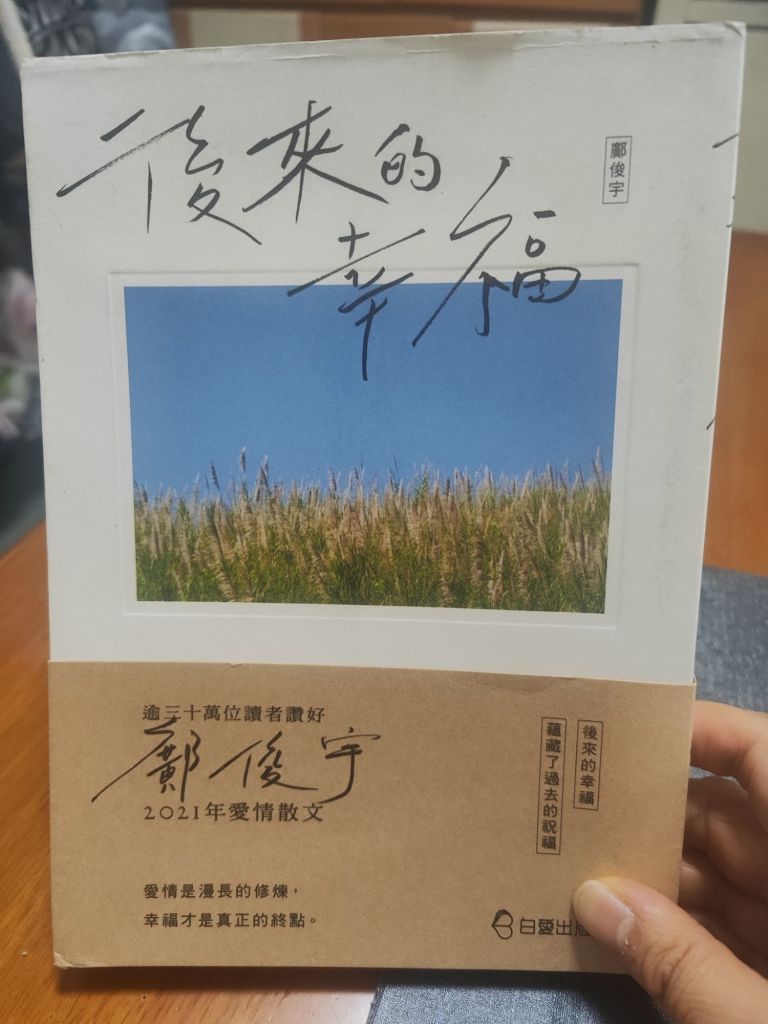 後來的
幸福
鄺俊宇
逾三十萬位讀者讚好
鄺俊宇
2021年愛情散文
後來的幸福
蘊藏了過去的祝福
愛情是漫長的修煉，
幸福才是真正的終點。
白愛出版